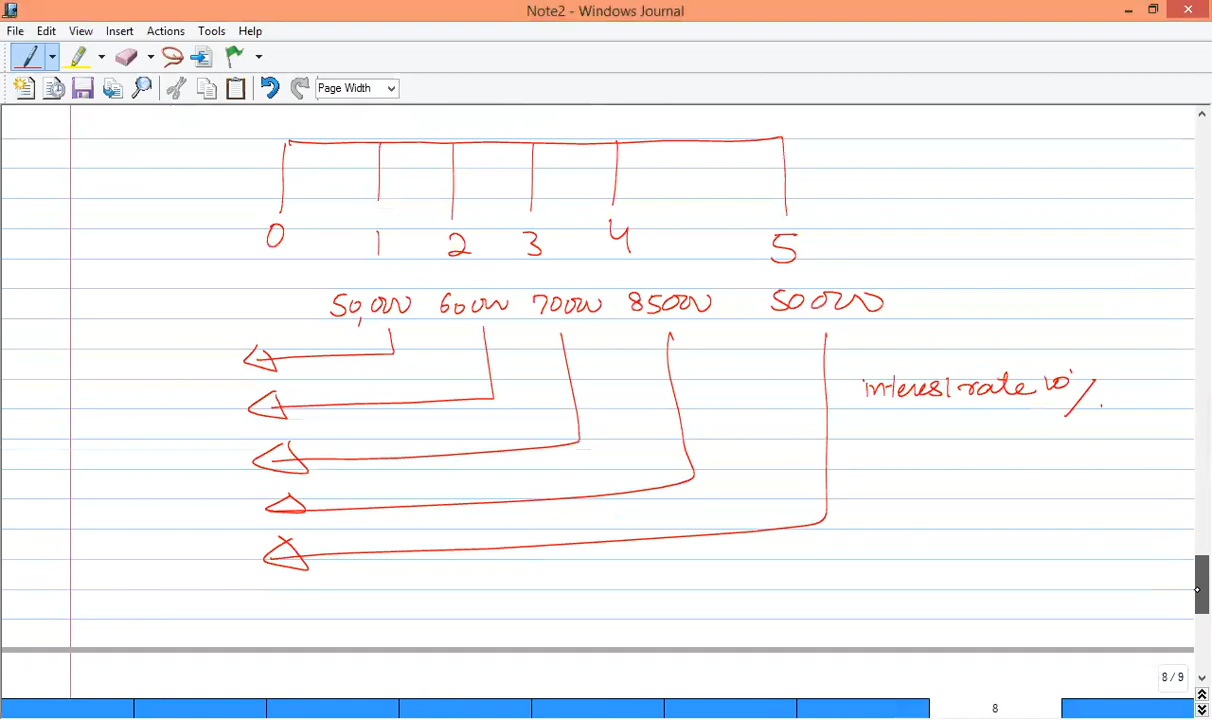 Note2 - Windows Journal
File Edit View Insert Actions Tools Help
Page Width
0 1 2 3 4 5
50,000 60000 70000 85000 50000
interest rate 10%.
8 / 9
8